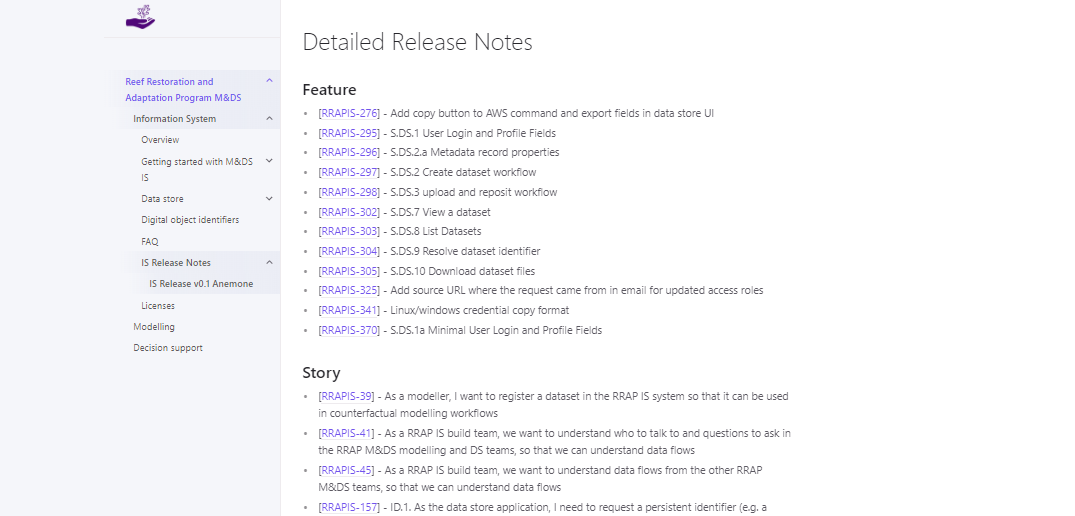 Reef Restoration and
Adaptation Program M&DS
Information System
Overview
Getting started with M&DS
IS
Data store
Digital object identifiers
FAQ
IS Release Notes
IS Release v0.1 Anemone
Licenses
Modelling
Decision support
Detailed Release Notes
Feature
[RRAPIS-276] - Add copy button to AWS command and export fields in data store UI
[RRAPIS-295] - S.DS.1 User Login and Profile Fields
[RRAPIS-296] - S.DS.2.a Metadata record properties
[RRAPIS-297] - S.DS.2 Create dataset workflow
[RRAPIS-298] - S.DS.3 upload and reposit workflow
[RRAPIS-302] - S.DS.7 View a dataset
[RRAPIS-303] - S.DS.8 List Datasets
[RRAPIS-304] - S.DS.9 Resolve dataset identifier
[RRAPIS-305] - S.DS.10 Download dataset files
[RRAPIS-325] - Add source URL where the request came from in email for updated access roles
[RRAPIS-341] - Linux/windows credential copy format
[RRAPIS-370] - S.DS.1a Minimal User Login and Profile Fields
Story
[RRAPIS-39] - As a modeller, I want to register a dataset in the RRAP IS system so that it can be used
in counterfactual modelling workflows
[RRAPIS-41] - As a RRAP IS build team, we want to understand who to talk to and questions to ask in
the RRAP M&DS modelling and DS teams, so that we can understand data flows
[RRAPIS-45] - As a RRAP IS build team, we want to understand data flows from the other RRAP
M&DS teams, so that we can understand data flows
[RRAPIS-157] - ID.1. As the data store application, I need to request a persistent identifier (e.g. a